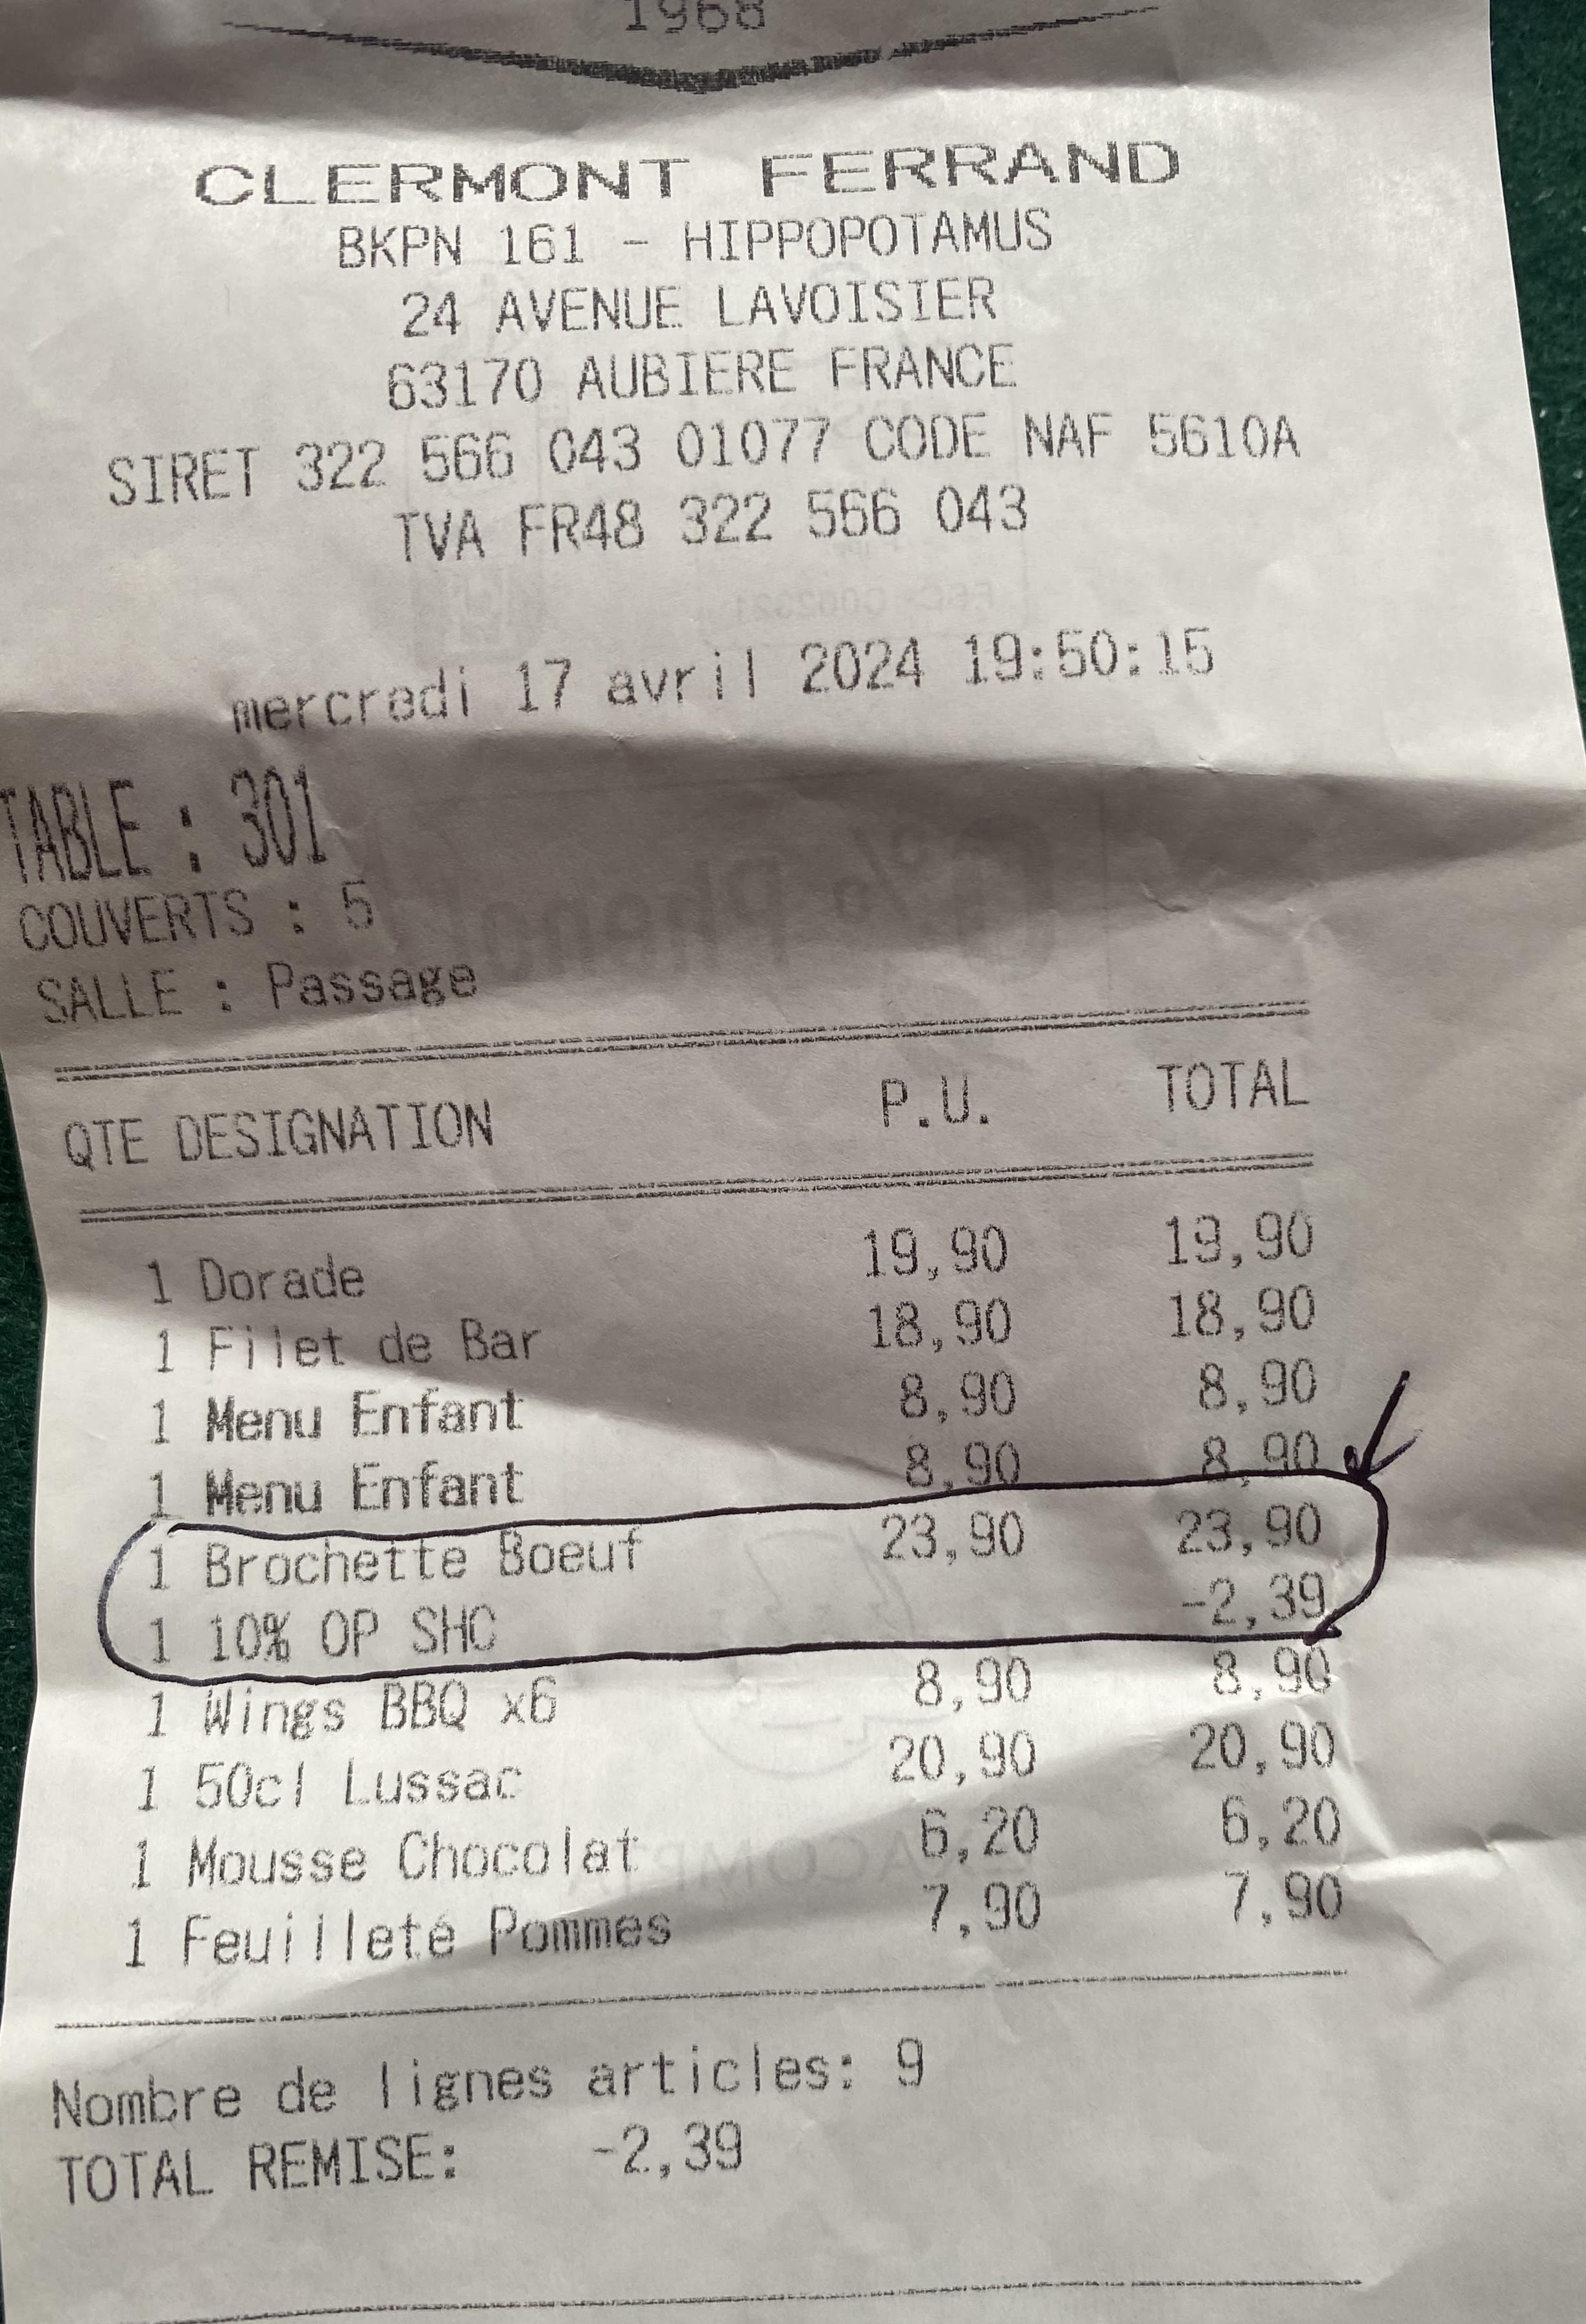 1968
CLERMONT FERRAND
BKPN 161 - HIPPOPOTAMUS
24 AVENUE LAVOISIER
63170 AUBIERE FRANCE
SIRET 322 566 043 01077 CODE NAF 5610A
TVA FR48 322 566 043
mercredi 17 avril 2024 19:50:15
TABLE : 301
COUVERTS : 5
SALLE : Passage
QTE DESIGNATION P.U. TOTAL
1 Dorade 19,90 19,90
1 Filet de Bar 18,90 18,90
1 Menu Enfant 8,90 8,90
1 Menu Enfant 8,90 8,90
1 Brochette Boeuf 23,90 23,90
1 10% OP SHC -2,39
1 Wings BBQ x6 8,90 8,90
1 50cl Lussac 20,90 20,90
1 Mousse Chocolat 6,20 6,20
1 Feuilleté Pommes 7,90 7,90
Nombre de lignes articles: 9
TOTAL REMISE: -2,39